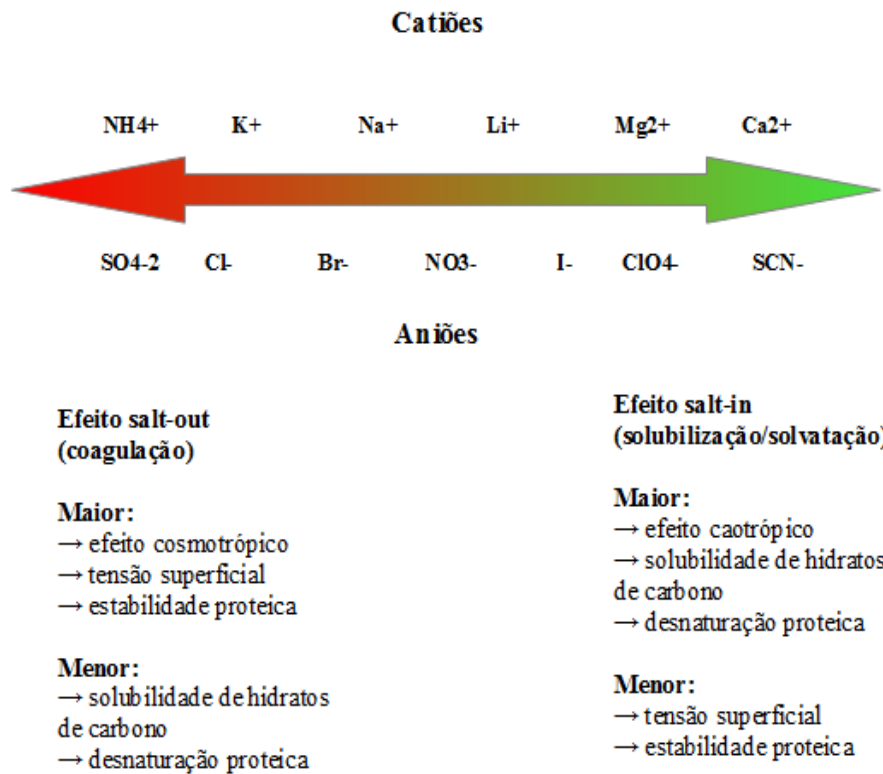 Catiões
NH4+ K+ Na+ Li+ Mg2+ Ca2+
SO4-2 Cl- Br- NO3- I- ClO4- SCN-
Aniões
Efeito salt-out
(coagulação)
Maior:
→ efeito cosmotrópico
→ tensão superficial
→ estabilidade proteica
Menor:
→ solubilidade de hidratos
de carbono
→ desnaturação proteica
Efeito salt-in
(solubilização/solvatação)
Maior:
→ efeito caotrópico
→ solubilidade de hidratos
de carbono
→ desnaturação proteica
Menor:
→ tensão superficial
→ estabilidade proteica